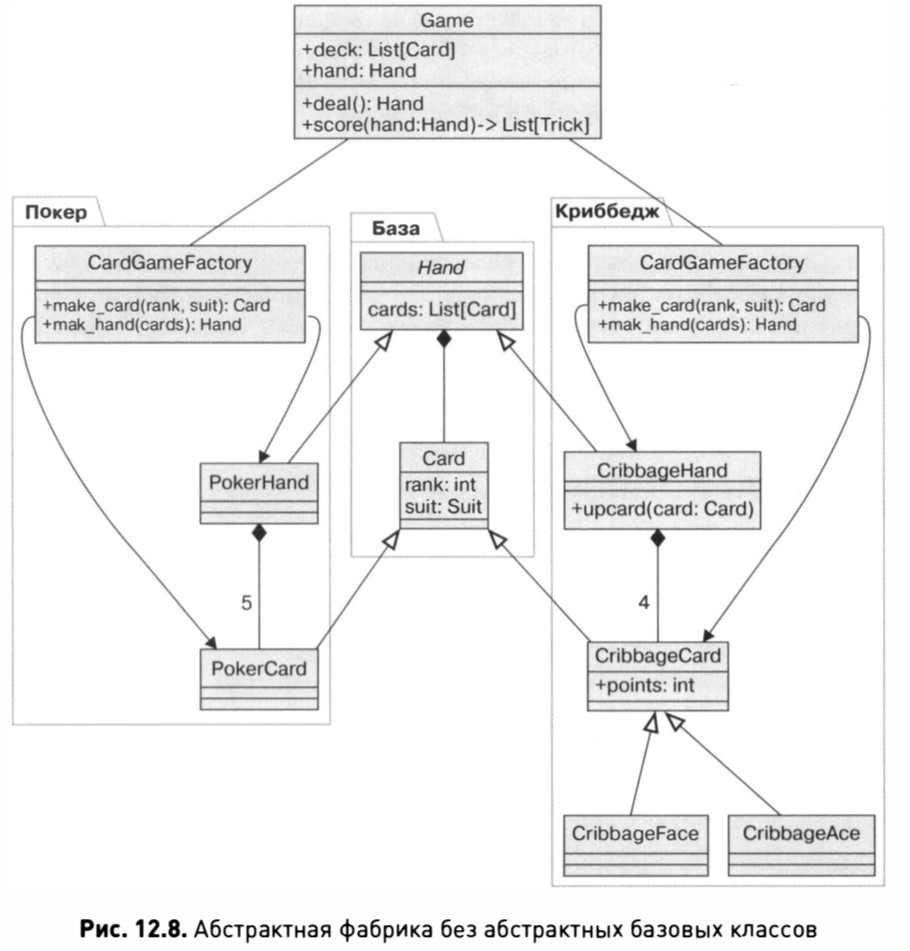 Game
+deck: List[Card]
+hand: Hand
+deal(): Hand
+score(hand:Hand)-> List[Trick]
Покер
CardGameFactory
+make_card(rank, suit): Card
+mak_hand(cards): Hand
PokerHand
5
PokerCard
База
Hand
cards: List[Card]
Card
rank: int
suit: Suit
Криббедж
CardGameFactory
+make_card(rank, suit): Card
+mak_hand(cards): Hand
CribbageHand
+upcard(card: Card)
4
CribbageCard
+points: int
CribbageFace
CribbageAce
Рис. 12.8. Абстрактная фабрика без абстрактных базовых классов